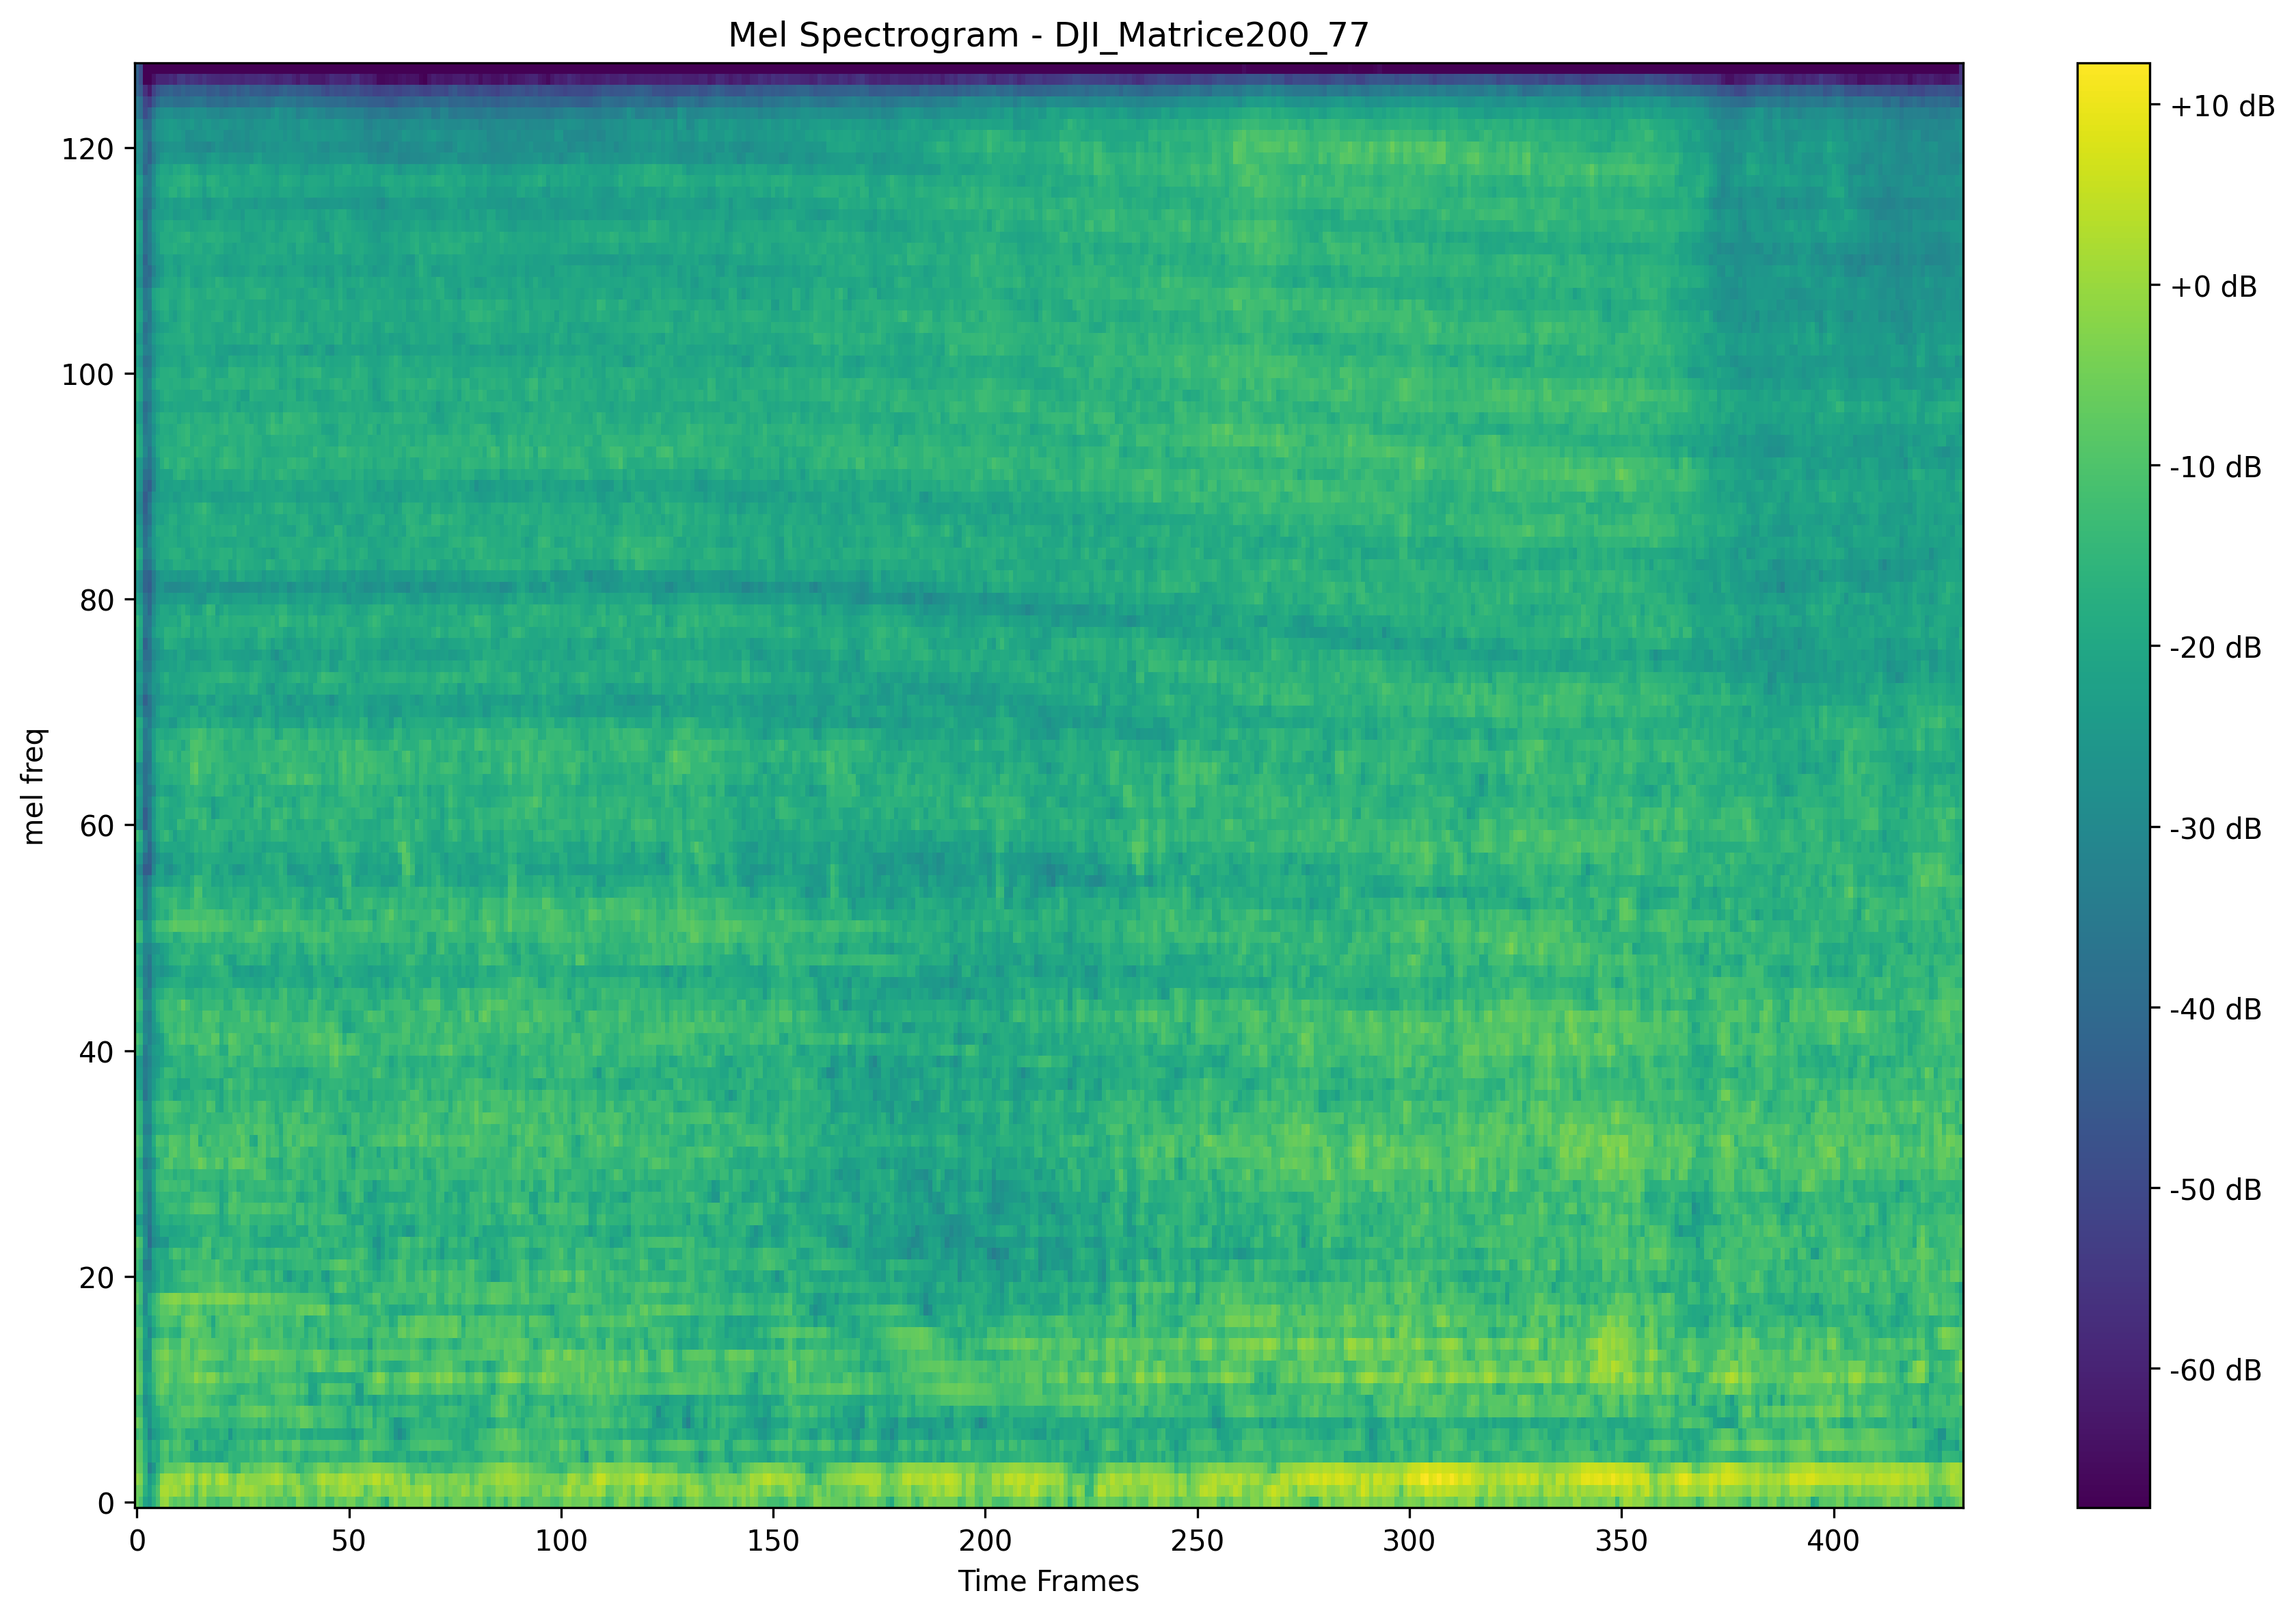 Mel Spectrogram - DJI_Matrice200_77
mel freq
120
100
80
60
40
20
0
0 50 100 150 200 250 300 350 400
Time Frames
+10 dB
+0 dB
-10 dB
-20 dB
-30 dB
-40 dB
-50 dB
-60 dB